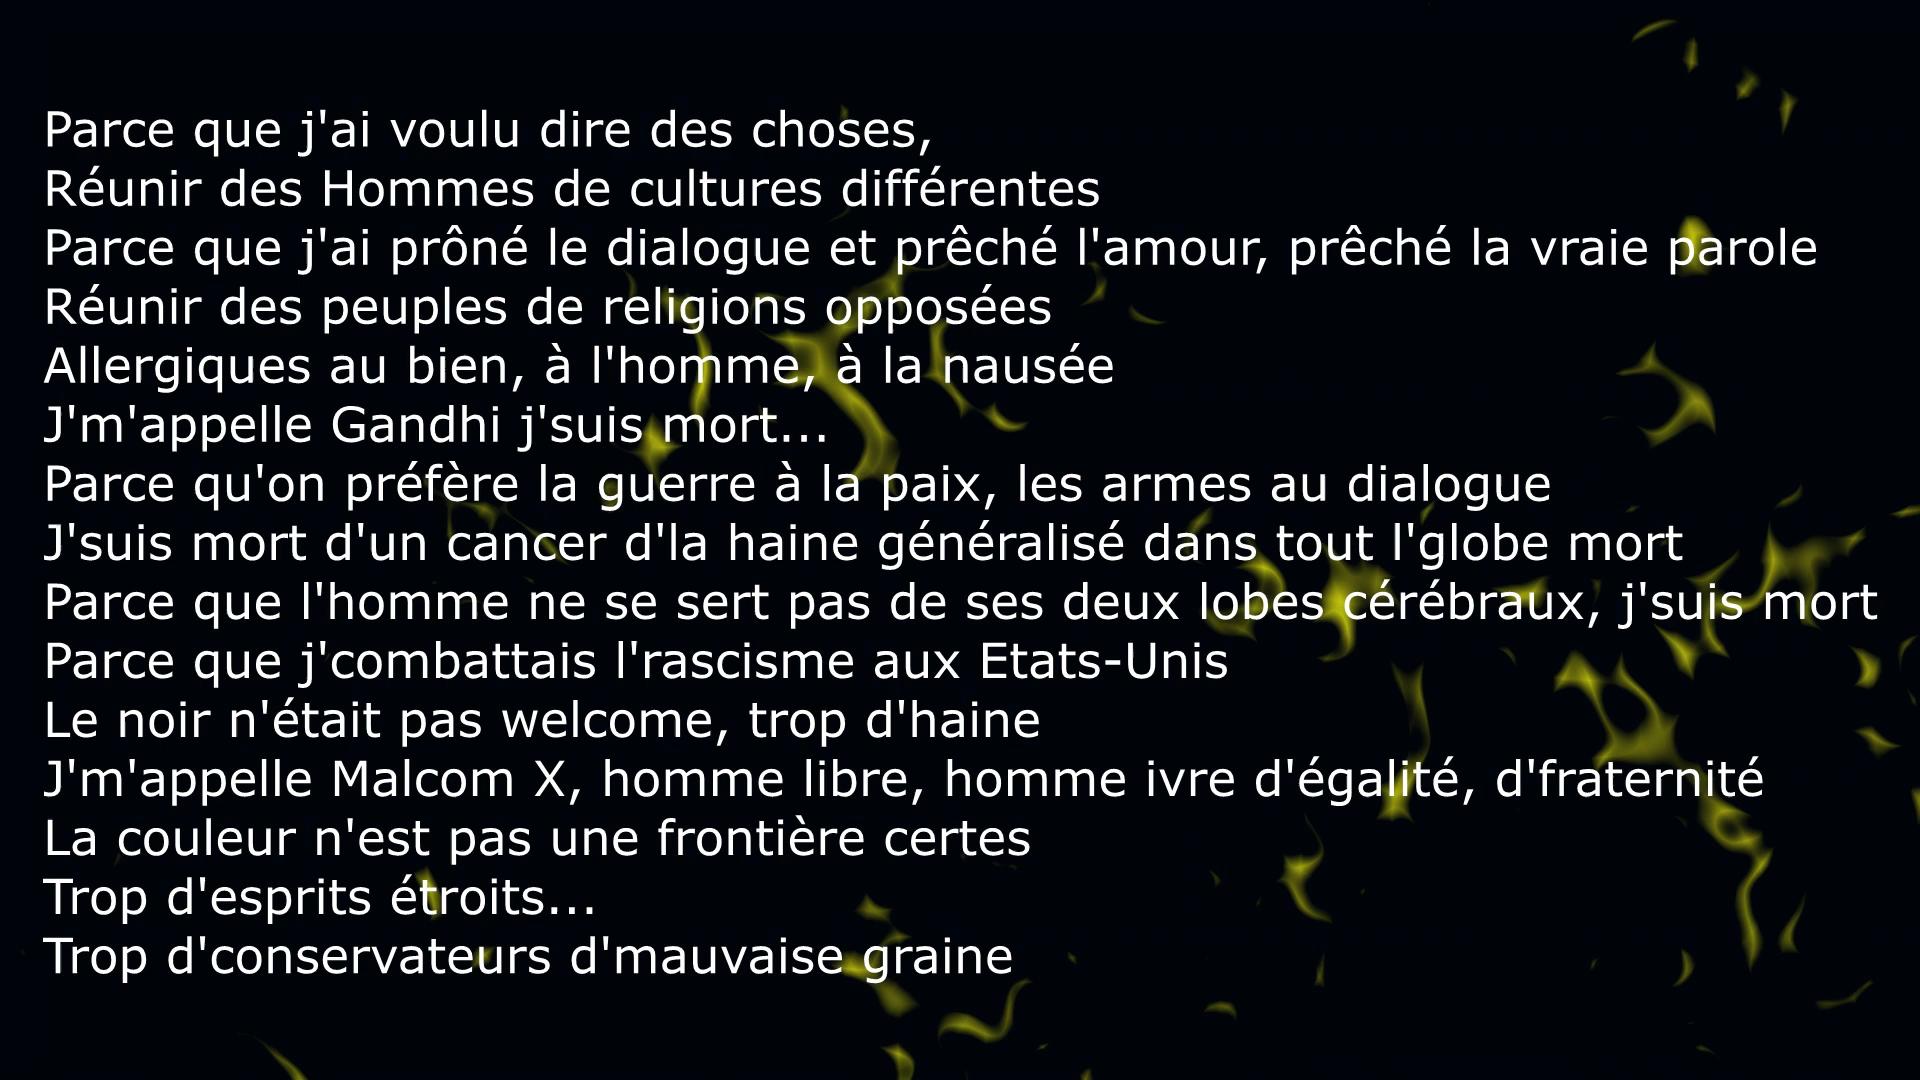 Parce que j'ai voulu dire des choses,
Réunir des Hommes de cultures différentes
Parce que j'ai prôné le dialogue et prêché l'amour, prêché la vraie parole
Réunir des peuples de religions opposées
Allergiques au bien, à l'homme, à la nausée
J'm'appelle Gandhi j'suis mort...
Parce qu'on préfère la guerre à la paix, les armes au dialogue
J'suis mort d'un cancer d'la haine généralisé dans tout l'globe mort
Parce que l'homme ne se sert pas de ses deux lobes cérébraux, j'suis mort
Parce que j'combattais l'rascisme aux Etats-Unis
Le noir n'était pas welcome, trop d'haine
J'm'appelle Malcom X, homme libre, homme ivre d'égalité, d'fraternité
La couleur n'est pas une frontière certes
Trop d'esprits étroits...
Trop d'conservateurs d'mauvaise graine